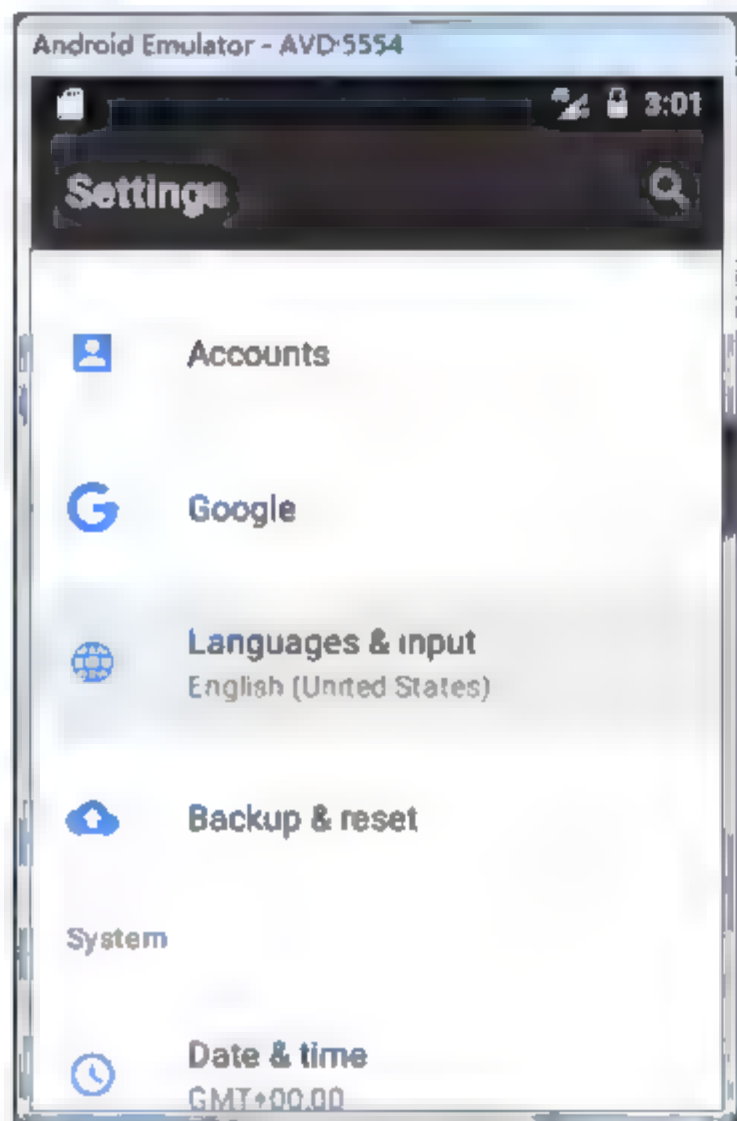 Android Emulator - AVD:5554
3:01
Settings
Accounts
Google
Languages & input
English (United States)
Backup & reset
System
Date & time
GMT+00:00